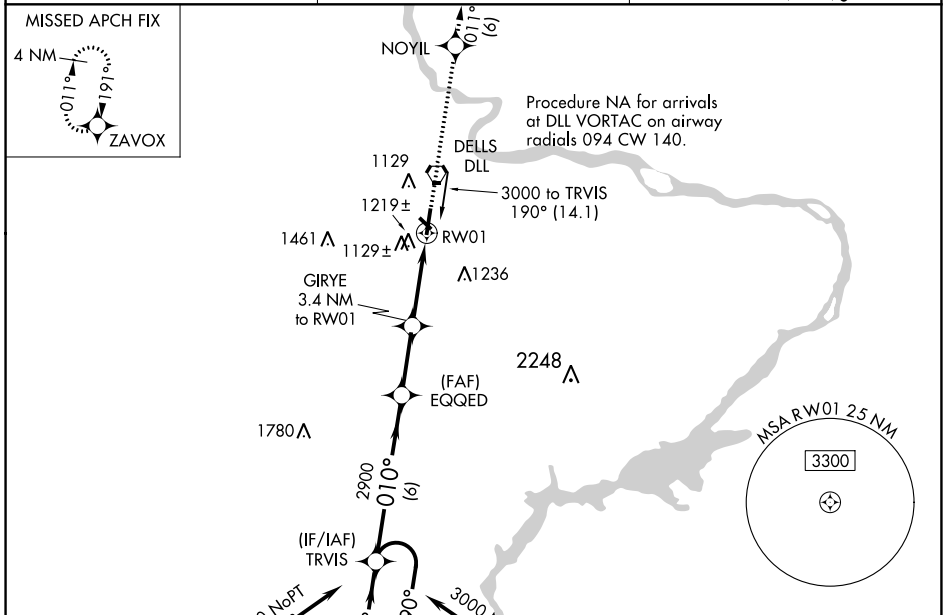 MISSED APCH FIX
4 NM
011°
191°
ZAVOX
011°
(6)
NOYIL
Procedure NA for arrivals
at DLL VORTAC on airway
radials 094 CW 140.
DELLS
DLL
1129
3000 to TRVIS
190° (14.1)
1219±
1461
1129±
RW01
1236
GIRYE
3.4 NM
to RW01
2248
(FAF)
EQQED
1780
MSA RW01 25 NM
3300
2900
010°
(6)
(IF/IAF)
TRVIS
NoPT
3000